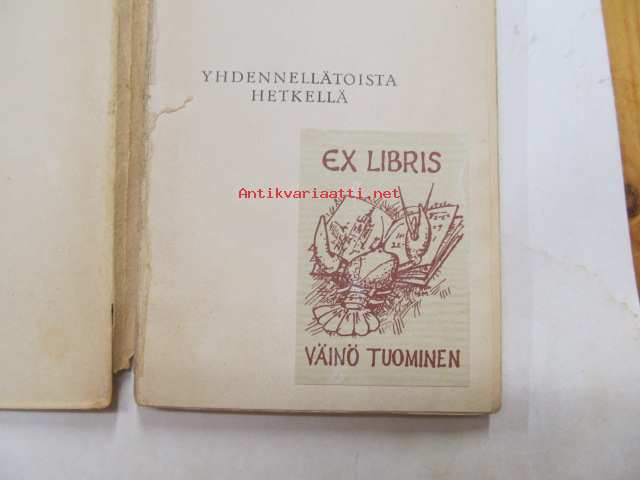 YHDENNELLÄTOISTA
HETKELLÄ
EX LIBRIS
Antikvariaatti.net
VÄINÖ TUOMINEN